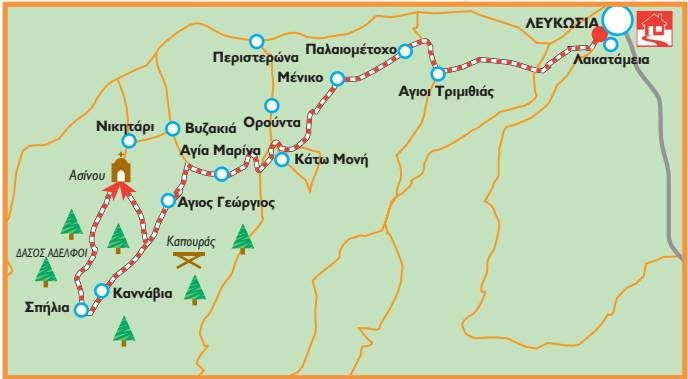 ΛΕΥΚΩΣΙΑ
Λακατάμεια
Παλαιομέτοχο
Περιστερώνα
Μένικο
Αγιοι Τριμιθιάς
Ορούντα
Νικητάρι
Βυζακιά
Αγία Μαρίνα
Κάτω Μονή
Ασίνου
Αγιος Γεώργιος
Καπουράς
ΔΑΣΟΣ ΑΔΕΛΦΟΙ
Καννάβια
Σπήλια